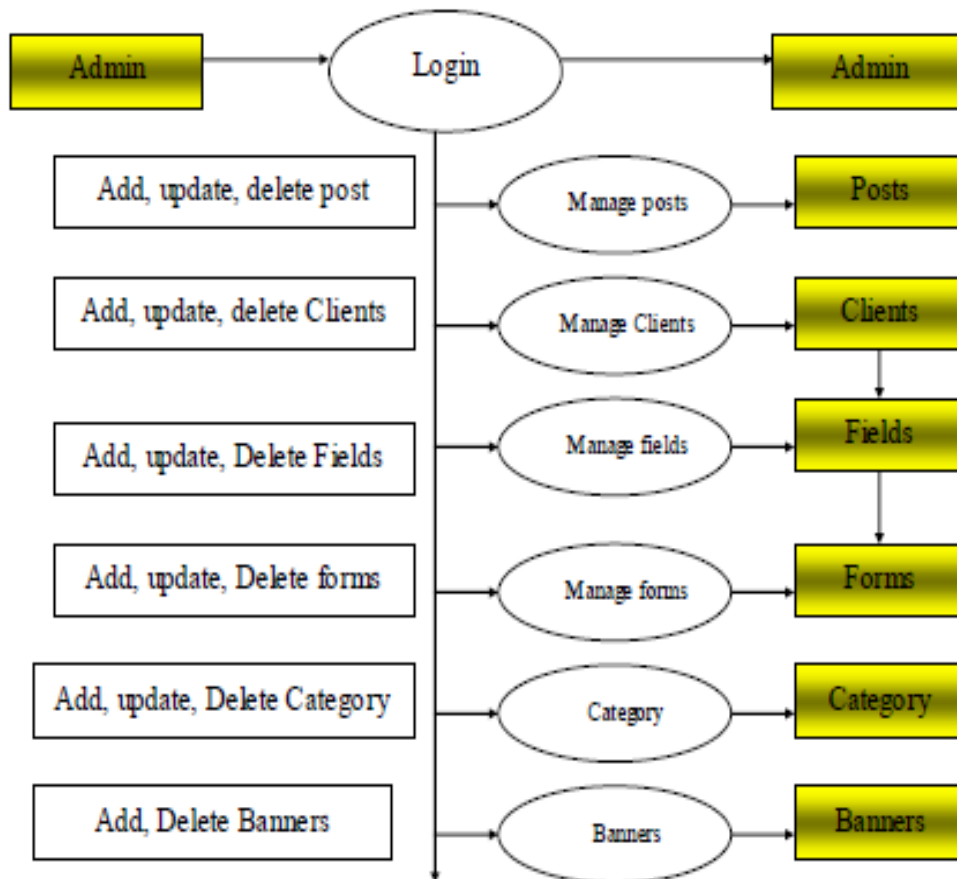 Admin
Login
Admin
Add, update, delete post
Manage posts
Posts
Add, update, delete Clients
Manage Clients
Clients
Add, update, Delete Fields
Manage fields
Fields
Add, update, Delete forms
Manage forms
Forms
Add, update, Delete Category
Category
Category
Add, Delete Banners
Banners
Banners